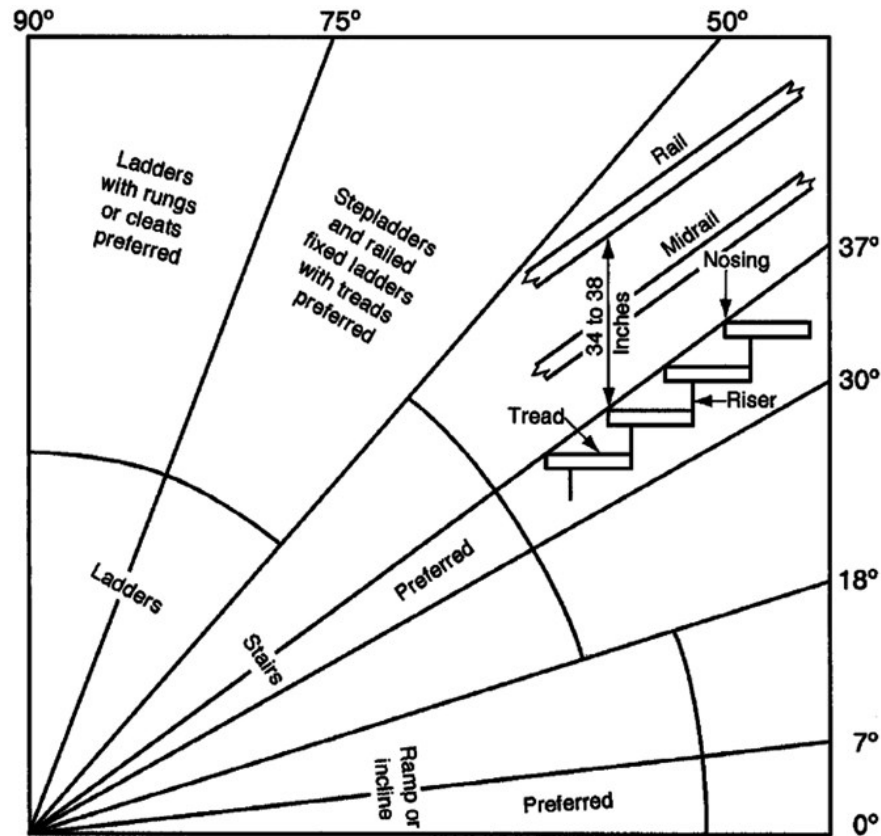 90°
75°
50°
Ladders
with rungs
or cleats
preferred
Stepladders
and railed
fixed ladders
with treads
preferred
Rail
Midrail
Nosing
37°
34 to 38
Inches
30°
Tread
Riser
Ladders
Preferred
Stairs
18°
Ramp or
incline
7°
Preferred
0°